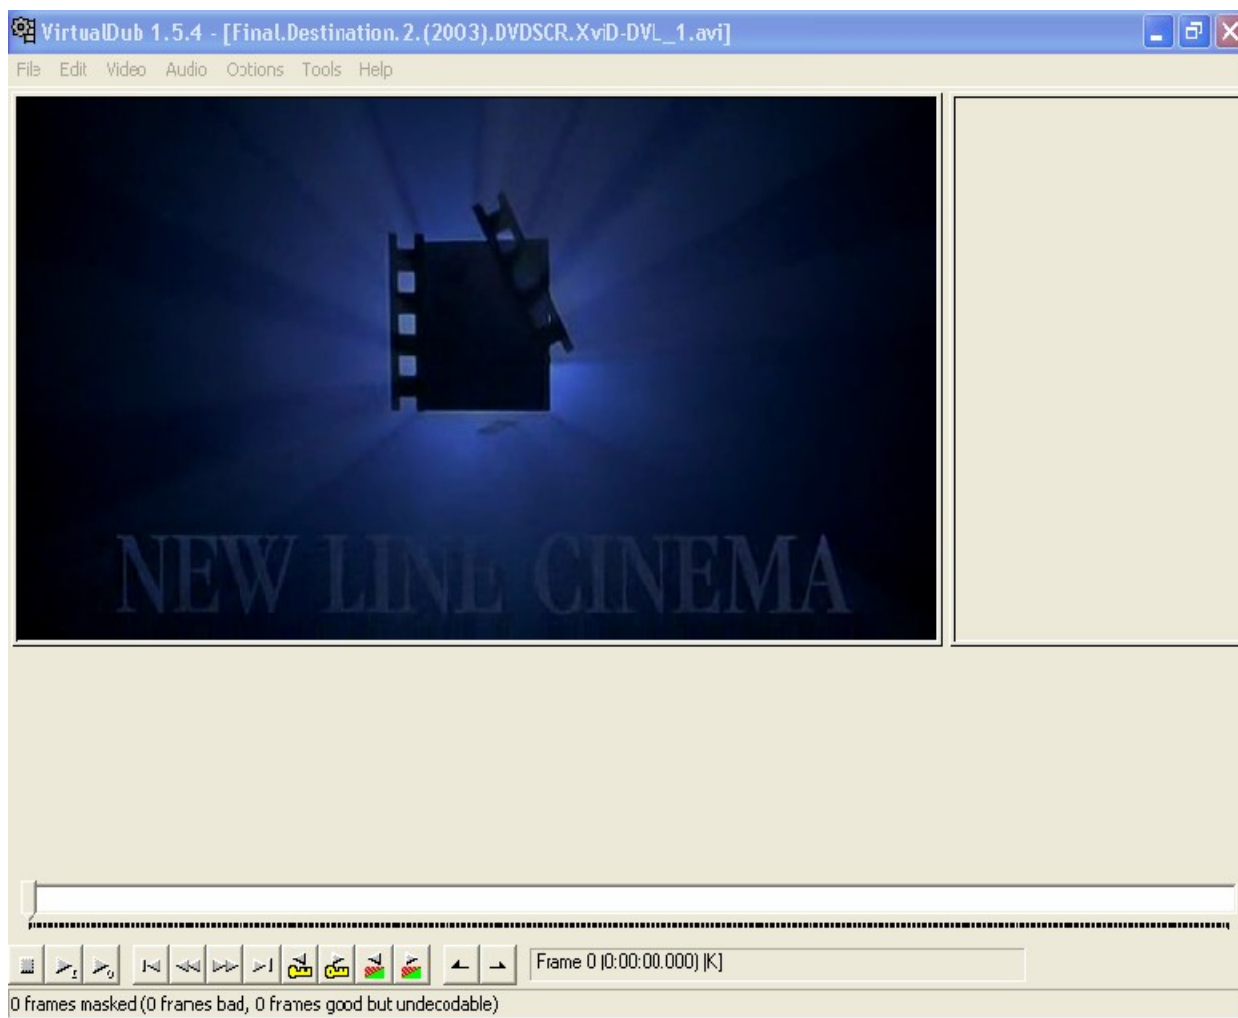 VirtualDub 1.5.4 - [Final.Destination.2.(2003).DVDSCR.XviD-DVL_1.avi]
File Edit Video Audio Options Tools Help
NEW LINE CINEMA
Frame 0 (0:00:00.000) [K]
0 frames masked (0 frames bad, 0 frames good but undecodable)